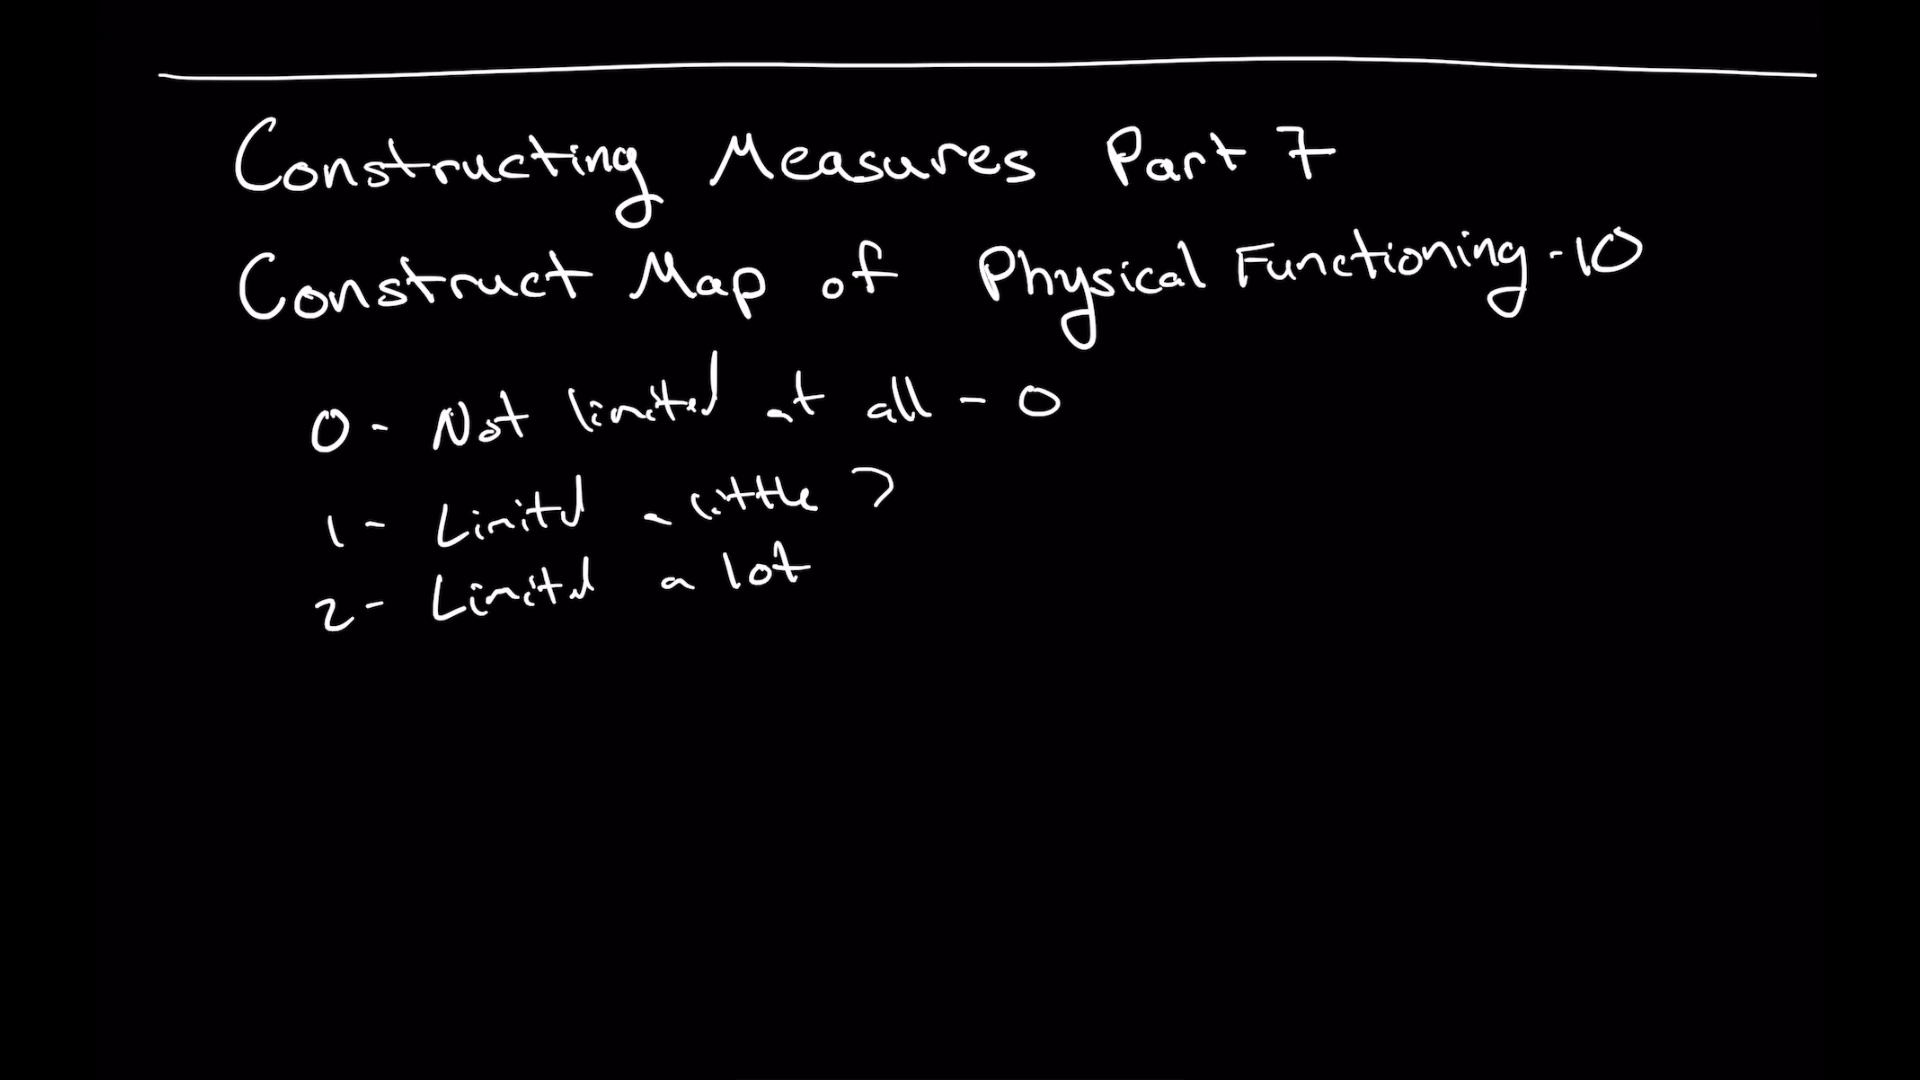 Constructing Measures Part 7
Construct Map of Physical Functioning-10
0- Not limited at all - 0
1- Limited a little
2- Limited a lot